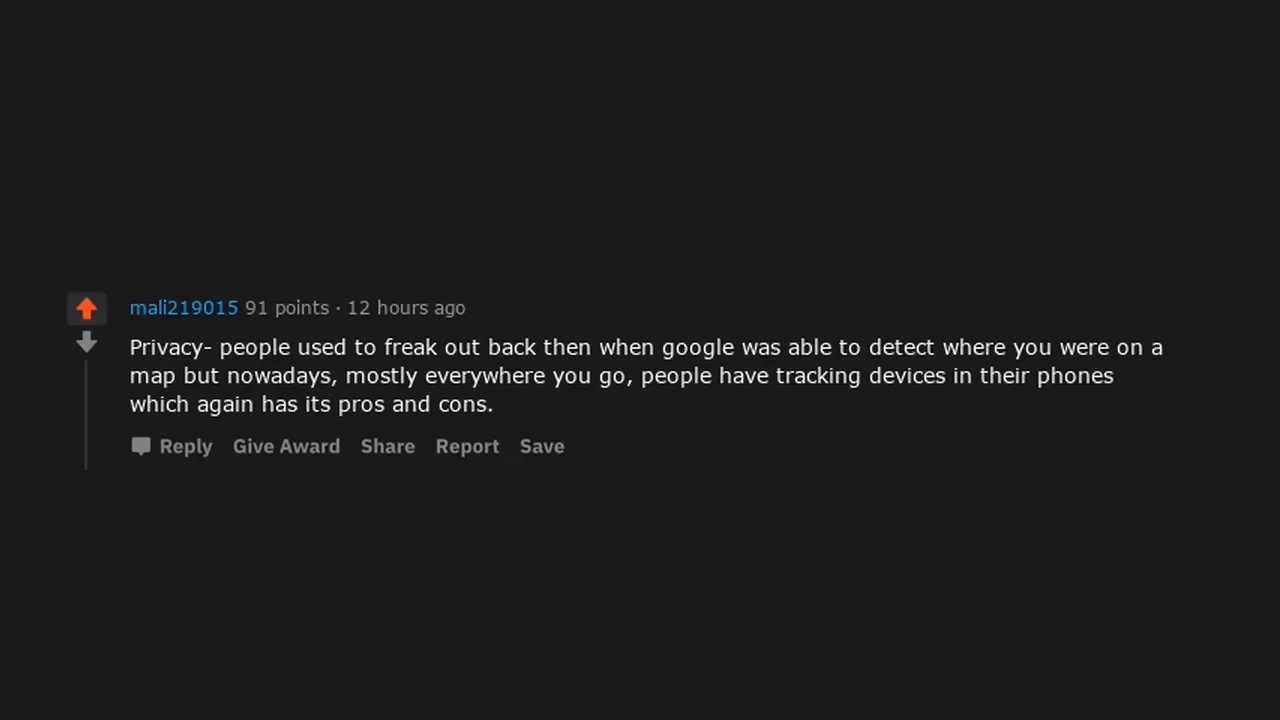 mali219015 91 points · 12 hours ago
Privacy- people used to freak out back then when google was able to detect where you were on a
map but nowadays, mostly everywhere you go, people have tracking devices in their phones
which again has its pros and cons.
Reply Give Award Share Report Save